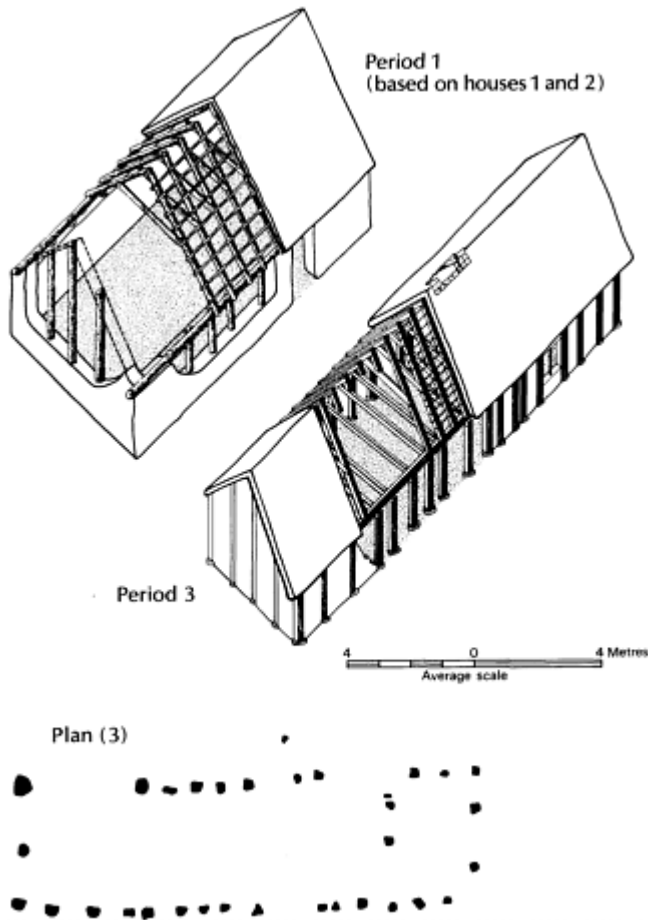 Period 1
(based on houses 1 and 2)
Period 3
4 0 4 Metres
Average scale
Plan (3)